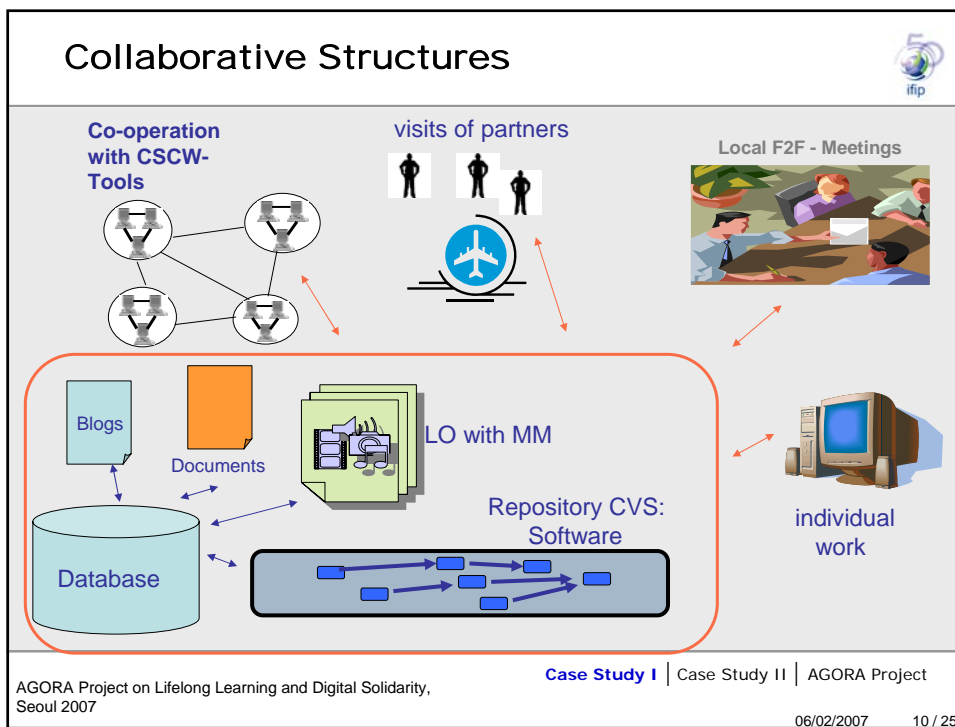 Collaborative Structures
50
ifip
Co-operation
with CSCW-
Tools
visits of partners
Local F2F - Meetings
Blogs
Documents
LO with MM
Repository CVS:
Software
Database
individual
work
Case Study I | Case Study II | AGORA Project
AGORA Project on Lifelong Learning and Digital Solidarity,
Seoul 2007
06/02/2007 10 / 25